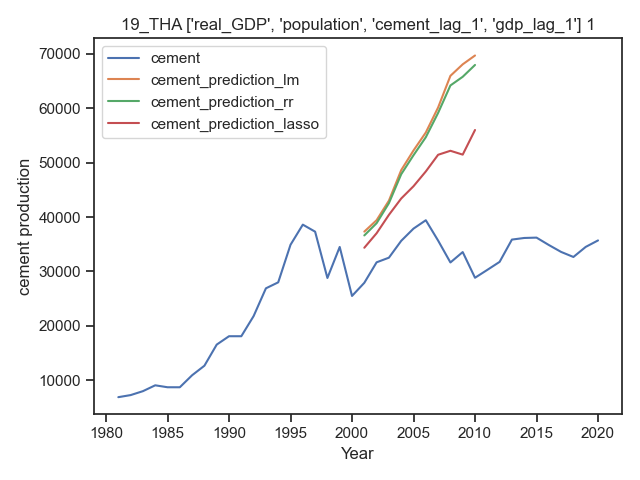 19_THA ['real_GDP', 'population', 'cement_lag_1', 'gdp_lag_1'] 1
cement
cement_prediction_lm
cement_prediction_rr
cement_prediction_lasso
cement production
70000
60000
50000
40000
30000
20000
10000
1980 1985 1990 1995 2000 2005 2010 2015 2020
Year